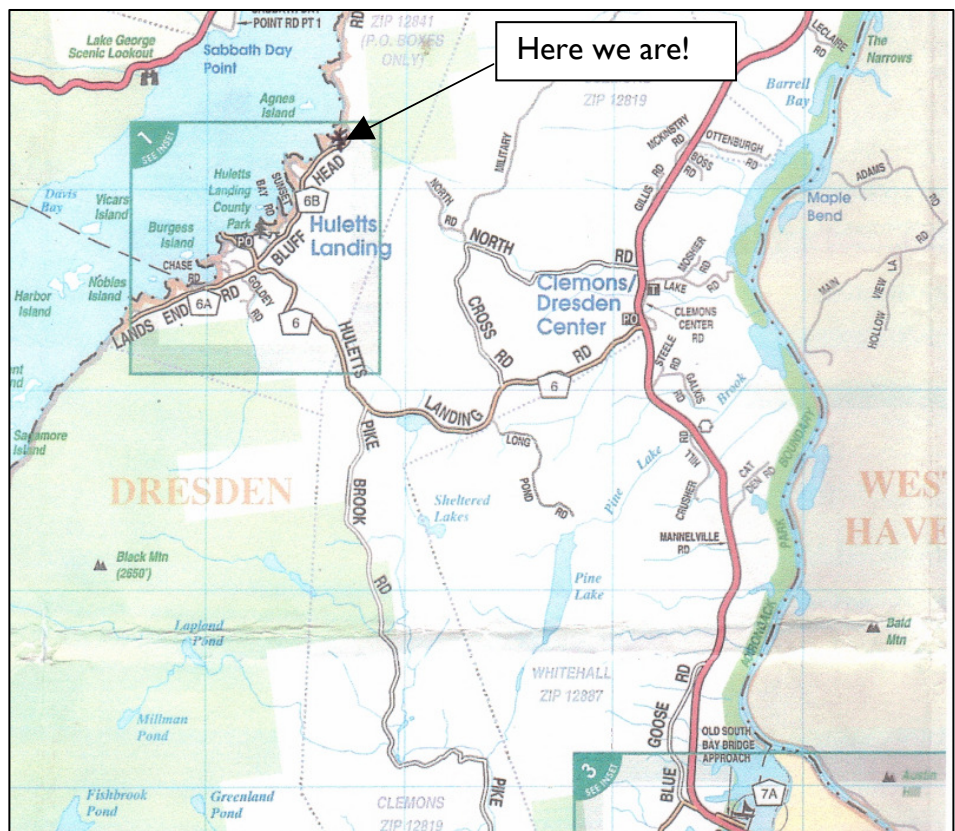 POINT RD PT 1
RD
ZIP 12841
(P.O. BOXES
ONLY)
Here we are!
ZIP 12819
LECLAIRE
RD
The
Narrows
Lake George
Scenic Lookout
Sabbath Day
Point
Agnes
Island
Barrell
Bay
1
SEE INSET
HEAD
6B
BLUFF
SUNSET
BAY RD
Huletts
Landing
County
Park
PO
Huletts
Landing
Davis
Bay
Vicars
Island
Burgess
Island
CHASE
RD
Nobles
Island
Harbor
Island
LANDS END RD
6A
GOLDEY
RD
6
HULETTS
LANDING
RD
6
MILITARY
NORTH
RD
NORTH
RD
CROSS
RD
MCKINSTRY
RD
OTTENBURGH
RD
BOSS
RD
GILIS RD
MOSHIER
RD
LAKE
RD
T
Clemons/
Dresden
Center
PO
CLEMONS
CENTER
RD
STEELE
RD
GALIOS
RD
Maple
Bend
ADAMS
RD
MAIN
RD
HOLLOW VIEW LA
Sagamore
Island
PIKE
BROOK
RD
PIKE
LONG
POND
RD
Pine Lake Brook
HILL
RD
CRUSHER
CAT
DEN RD
MANNELVILLE
RD
ADIRONDACK PARK BOUNDARY
DRESDEN
WEST
HAVE
Sheltered
Lakes
Black Mtn
(2650')
Pine
Lake
Lapland
Pond
Bald
Mtn
WHITEHALL
ZIP 12887
Millman
Pond
BLUE GOOSE RD
OLD SOUTH
BAY BRIDGE
APPROACH
3
SEE INSET
7A
Austin
Hill
Fishbrook
Pond
Greenland
Pond
CLEMONS
ZIP 12819